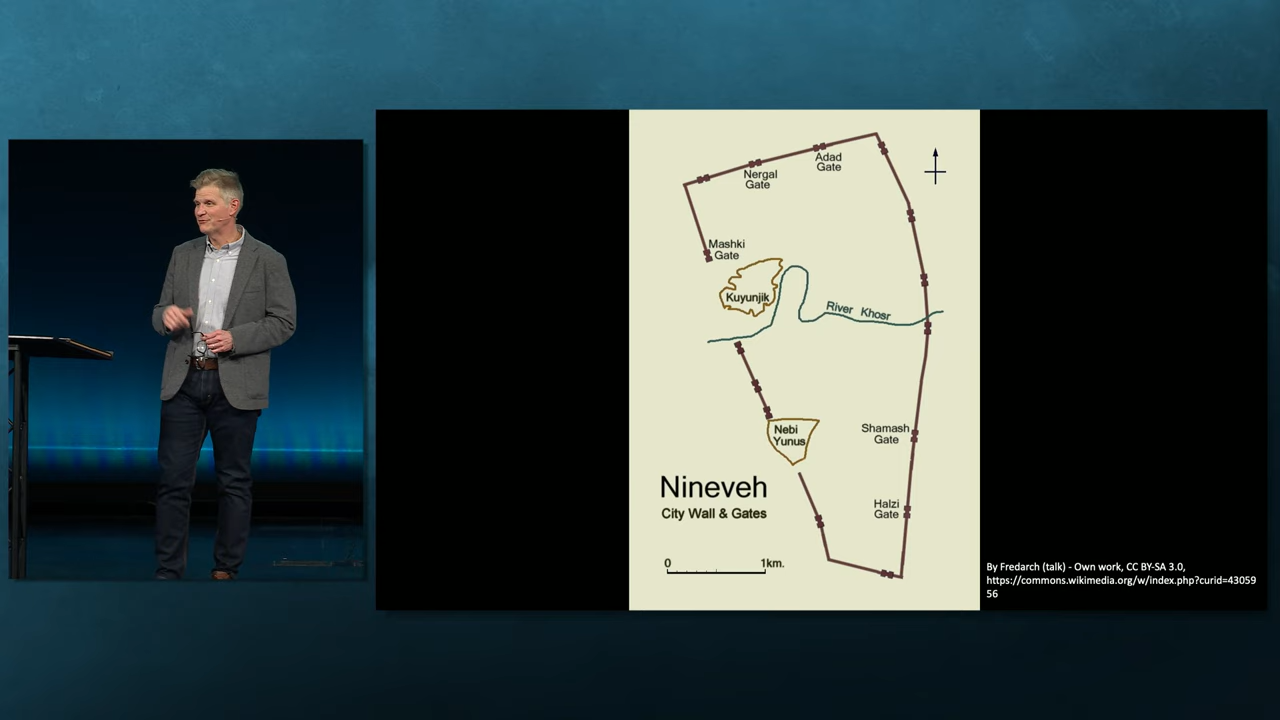 Adad
Gate
Nergal
Gate
Mashki
Gate
Kuyunjik
River Khosr
Nebi
Yunus
Shamash
Gate
Nineveh
City Wall & Gates
Halzi
Gate
0 1km.
By Fredarch (talk) - Own work, CC BY-SA 3.0,
https://commons.wikimedia.org/w/index.php?curid=43059
56